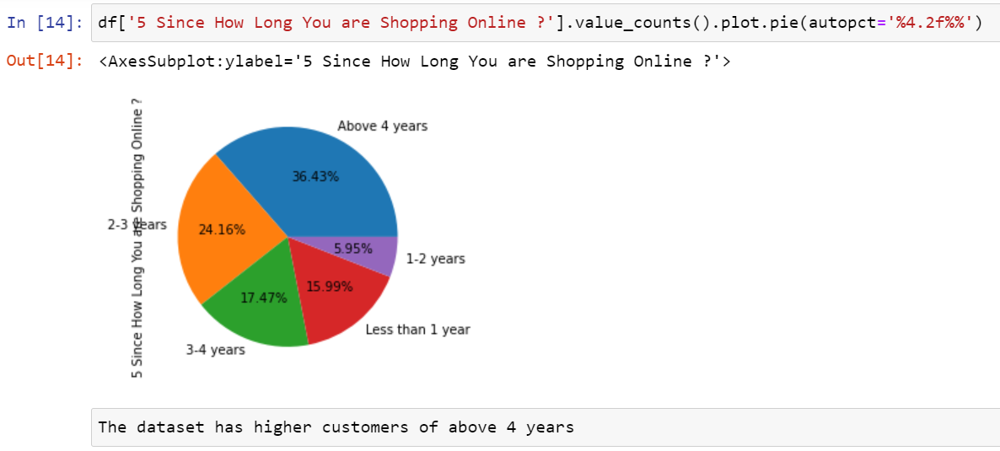 In [14]: df['5 Since How Long You are Shopping Online ?'].value_counts().plot.pie(autopct='%4.2f%%')
Out[14]: <AxesSubplot:ylabel='5 Since How Long You are Shopping Online ?'>
5 Since How Long You are Shopping Online ?
Above 4 years
36.43%
2-3 years
24.16%
5.95%
1-2 years
17.47%
15.99%
Less than 1 year
3-4 years
The dataset has higher customers of above 4 years